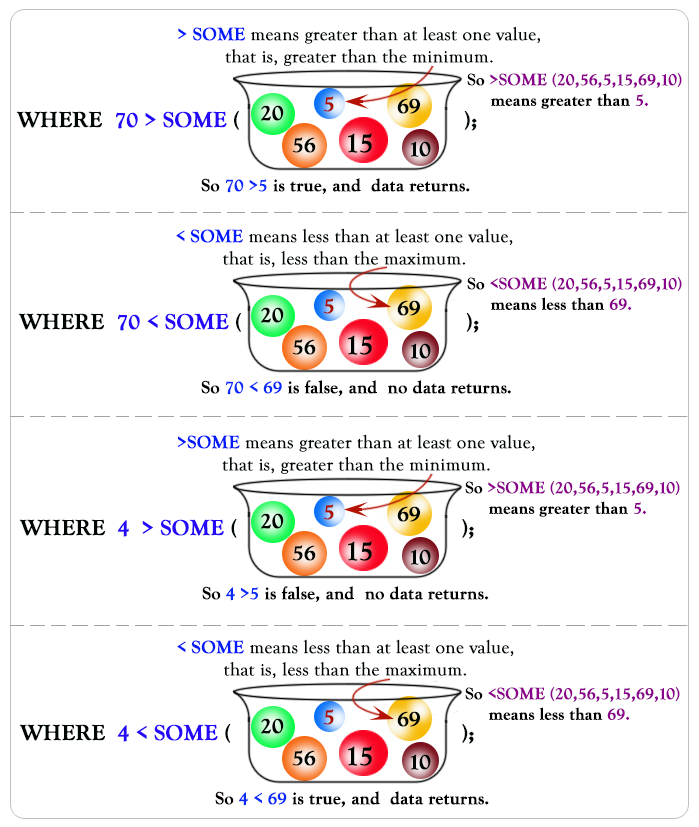 > SOME means greater than at least one value,
that is, greater than the minimum.
So >SOME (20,56,5,15,69,10)
means greater than 5.
WHERE 70 > SOME ( 20 5 69 56 15 10 );
So 70 >5 is true, and data returns.
< SOME means less than at least one value,
that is, less than the maximum.
So <SOME (20,56,5,15,69,10)
means less than 69.
WHERE 70 < SOME ( 20 5 69 56 15 10 );
So 70 < 69 is false, and no data returns.
>SOME means greater than at least one value,
that is, greater than the minimum.
So >SOME (20,56,5,15,69,10)
means greater than 5.
WHERE 4 > SOME ( 20 5 69 56 15 10 );
So 4 >5 is false, and no data returns.
< SOME means less than at least one value,
that is, less than the maximum.
So <SOME (20,56,5,15,69,10)
means less than 69.
WHERE 4 < SOME ( 20 5 69 56 15 10 );
So 4 < 69 is true, and data returns.